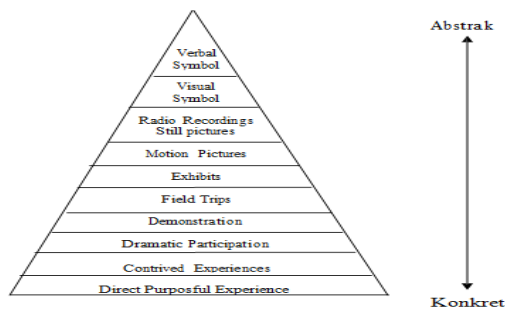 Verbal
Symbol
Visual
Symbol
Radio Recordings
Still pictures
Motion Pictures
Exhibits
Field Trips
Demonstration
Dramatic Participation
Contrived Experiences
Direct Purposful Experience
Abstrak
Konkret